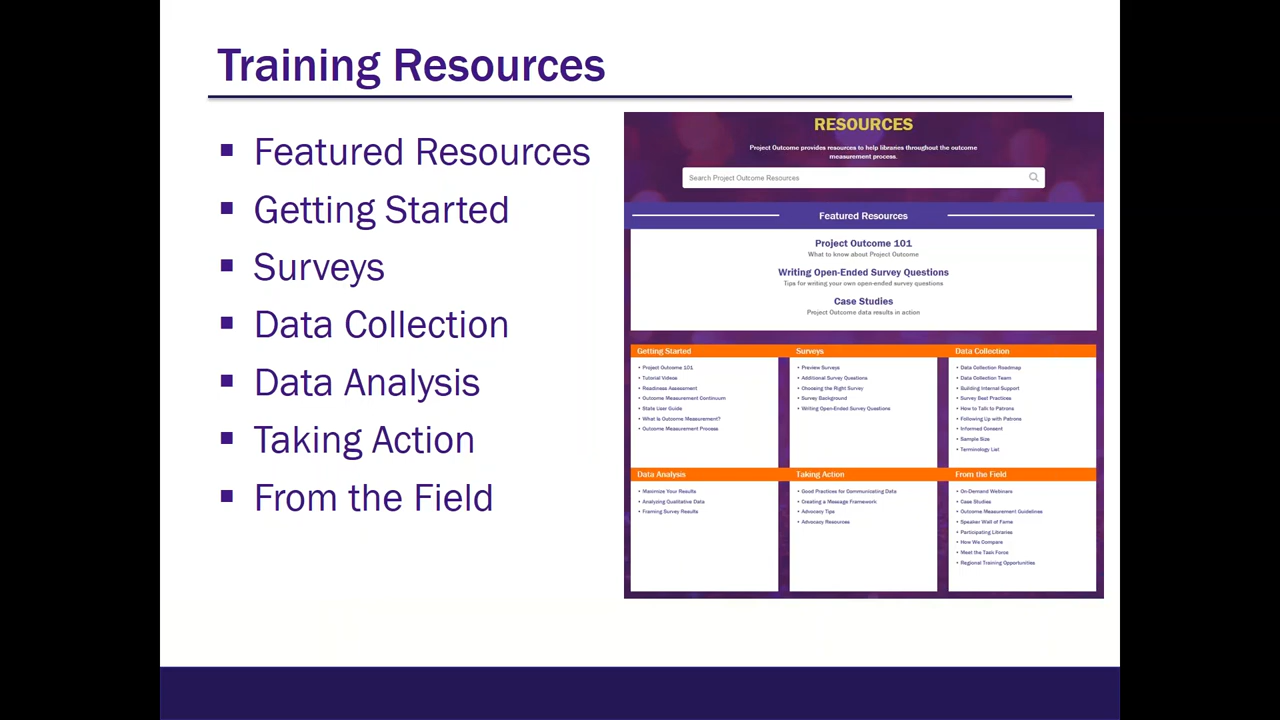 Training Resources
▪ Featured Resources
▪ Getting Started
▪ Surveys
▪ Data Collection
▪ Data Analysis
▪ Taking Action
▪ From the Field
RESOURCES
Project Outcome provides resources to help libraries throughout the outcome
measurement process.
Search Project Outcome Resources
Featured Resources
Project Outcome 101
What to know about Project Outcome
Writing Open-Ended Survey Questions
Tips for writing your own open-ended survey questions
Case Studies
Project Outcome data results in action
Getting Started
• Project Outcome 101
• Tutorial Videos
• Readiness Assessment
• Outcome Measurement Continuum
• State User Guide
• What is Outcome Measurement?
• Outcome Measurement Process
Surveys
• Preview Surveys
• Additional Survey Questions
• Choosing the Right Survey
• Survey Background
• Writing Open-Ended Survey Questions
Data Collection
• Data Collection Roadmap
• Data Collection Team
• Building Internal Support
• Survey Best Practices
• How to Talk to Patrons
• Following Up with Patrons
• Informed Consent
• Sample Size
• Terminology List
Data Analysis
• Maximize Your Results
• Analyzing Qualitative Data
• Framing Survey Results
Taking Action
• Good Practices for Communicating Data
• Creating a Message Framework
• Advocacy Tips
• Advocacy Resources
From the Field
• On-Demand Webinars
• Case Studies
• Outcome Measurement Guidelines
• Speaker Wall of Fame
• Participating Libraries
• How We Compare
• Meet the Task Force
• Regional Training Opportunities